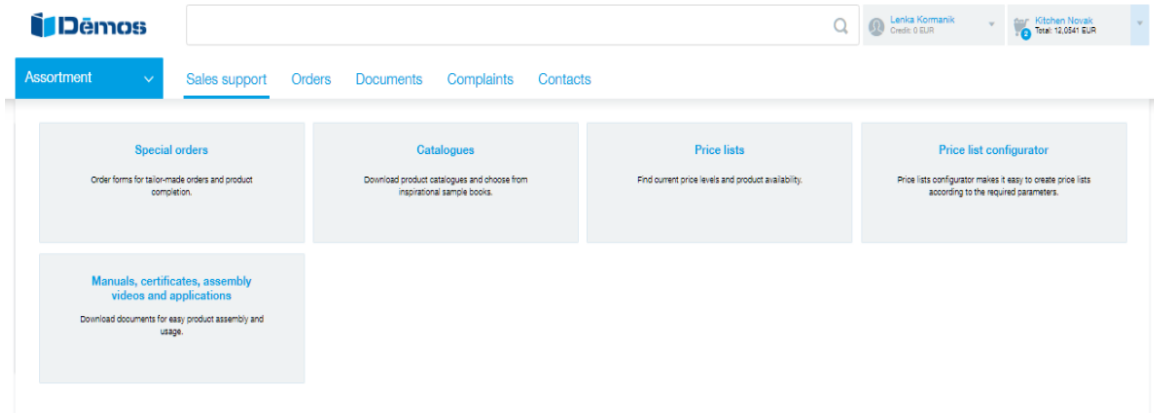 Dēmos
Lenka Kormanik
Credit: 0 EUR
Kitchen Novak
Total: 12,0541 EUR
2
Assortment
Sales support
Orders
Documents
Complaints
Contacts
Special orders
Order forms for tailor-made orders and product
completion.
Catalogues
Download product catalogues and choose from
inspirational sample books.
Price lists
Find current price levels and product availability.
Price list configurator
Price lists configurator makes it easy to create price lists
according to the required parameters.
Manuals, certificates, assembly
videos and applications
Download documents for easy product assembly and
usage.